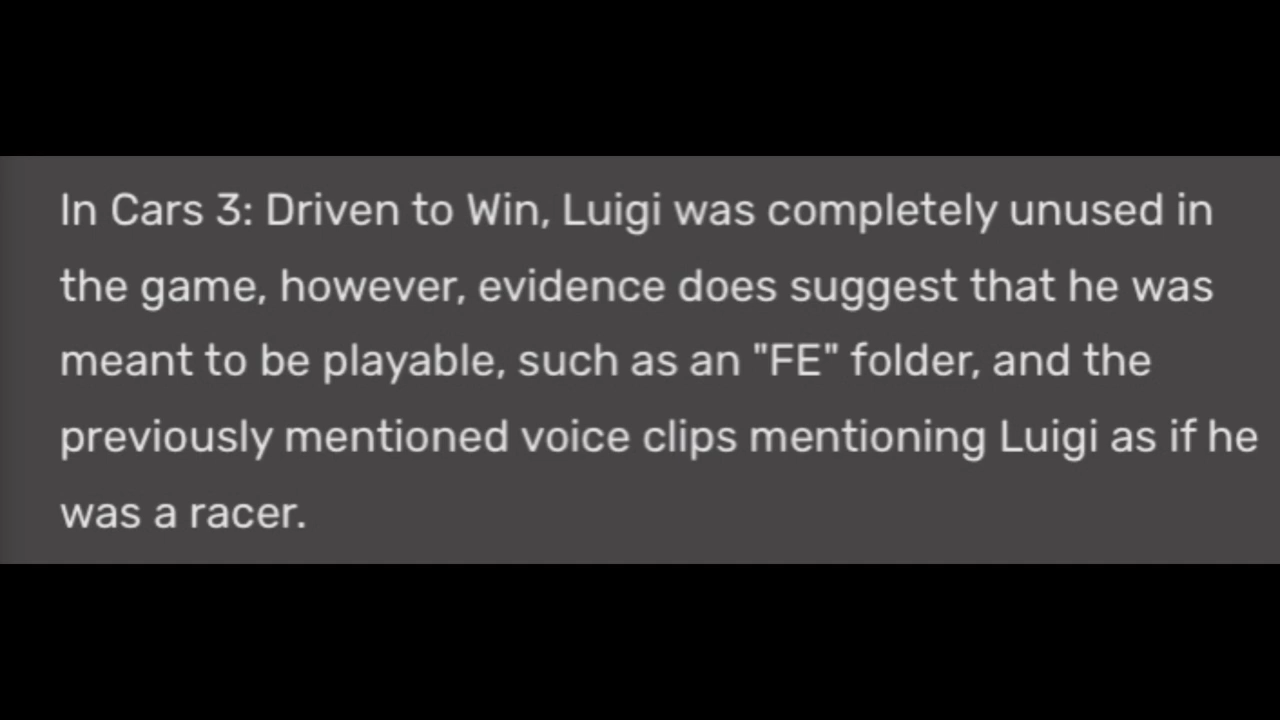 In Cars 3: Driven to Win, Luigi was completely unused in
the game, however, evidence does suggest that he was
meant to be playable, such as an "FE" folder, and the
previously mentioned voice clips mentioning Luigi as if he
was a racer.